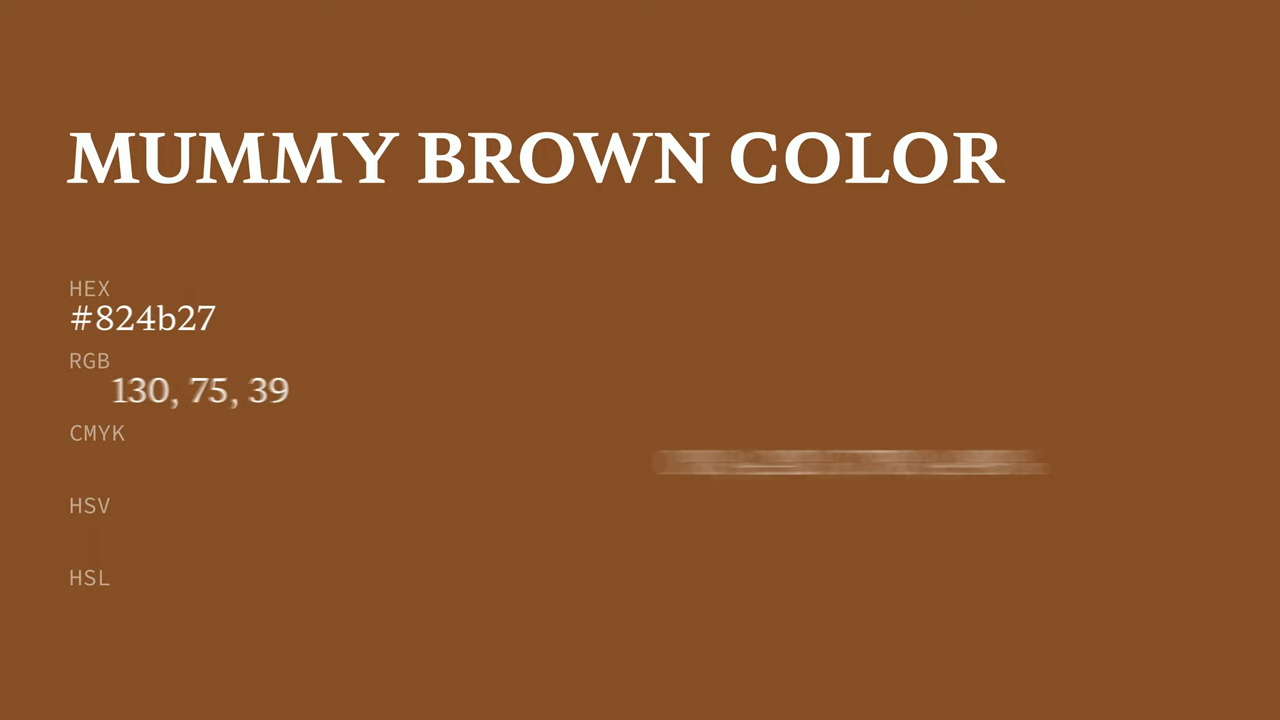 MUMMY BROWN COLOR
HEX
#824b27
RGB
130, 75, 39
CMYK
HSV
HSL